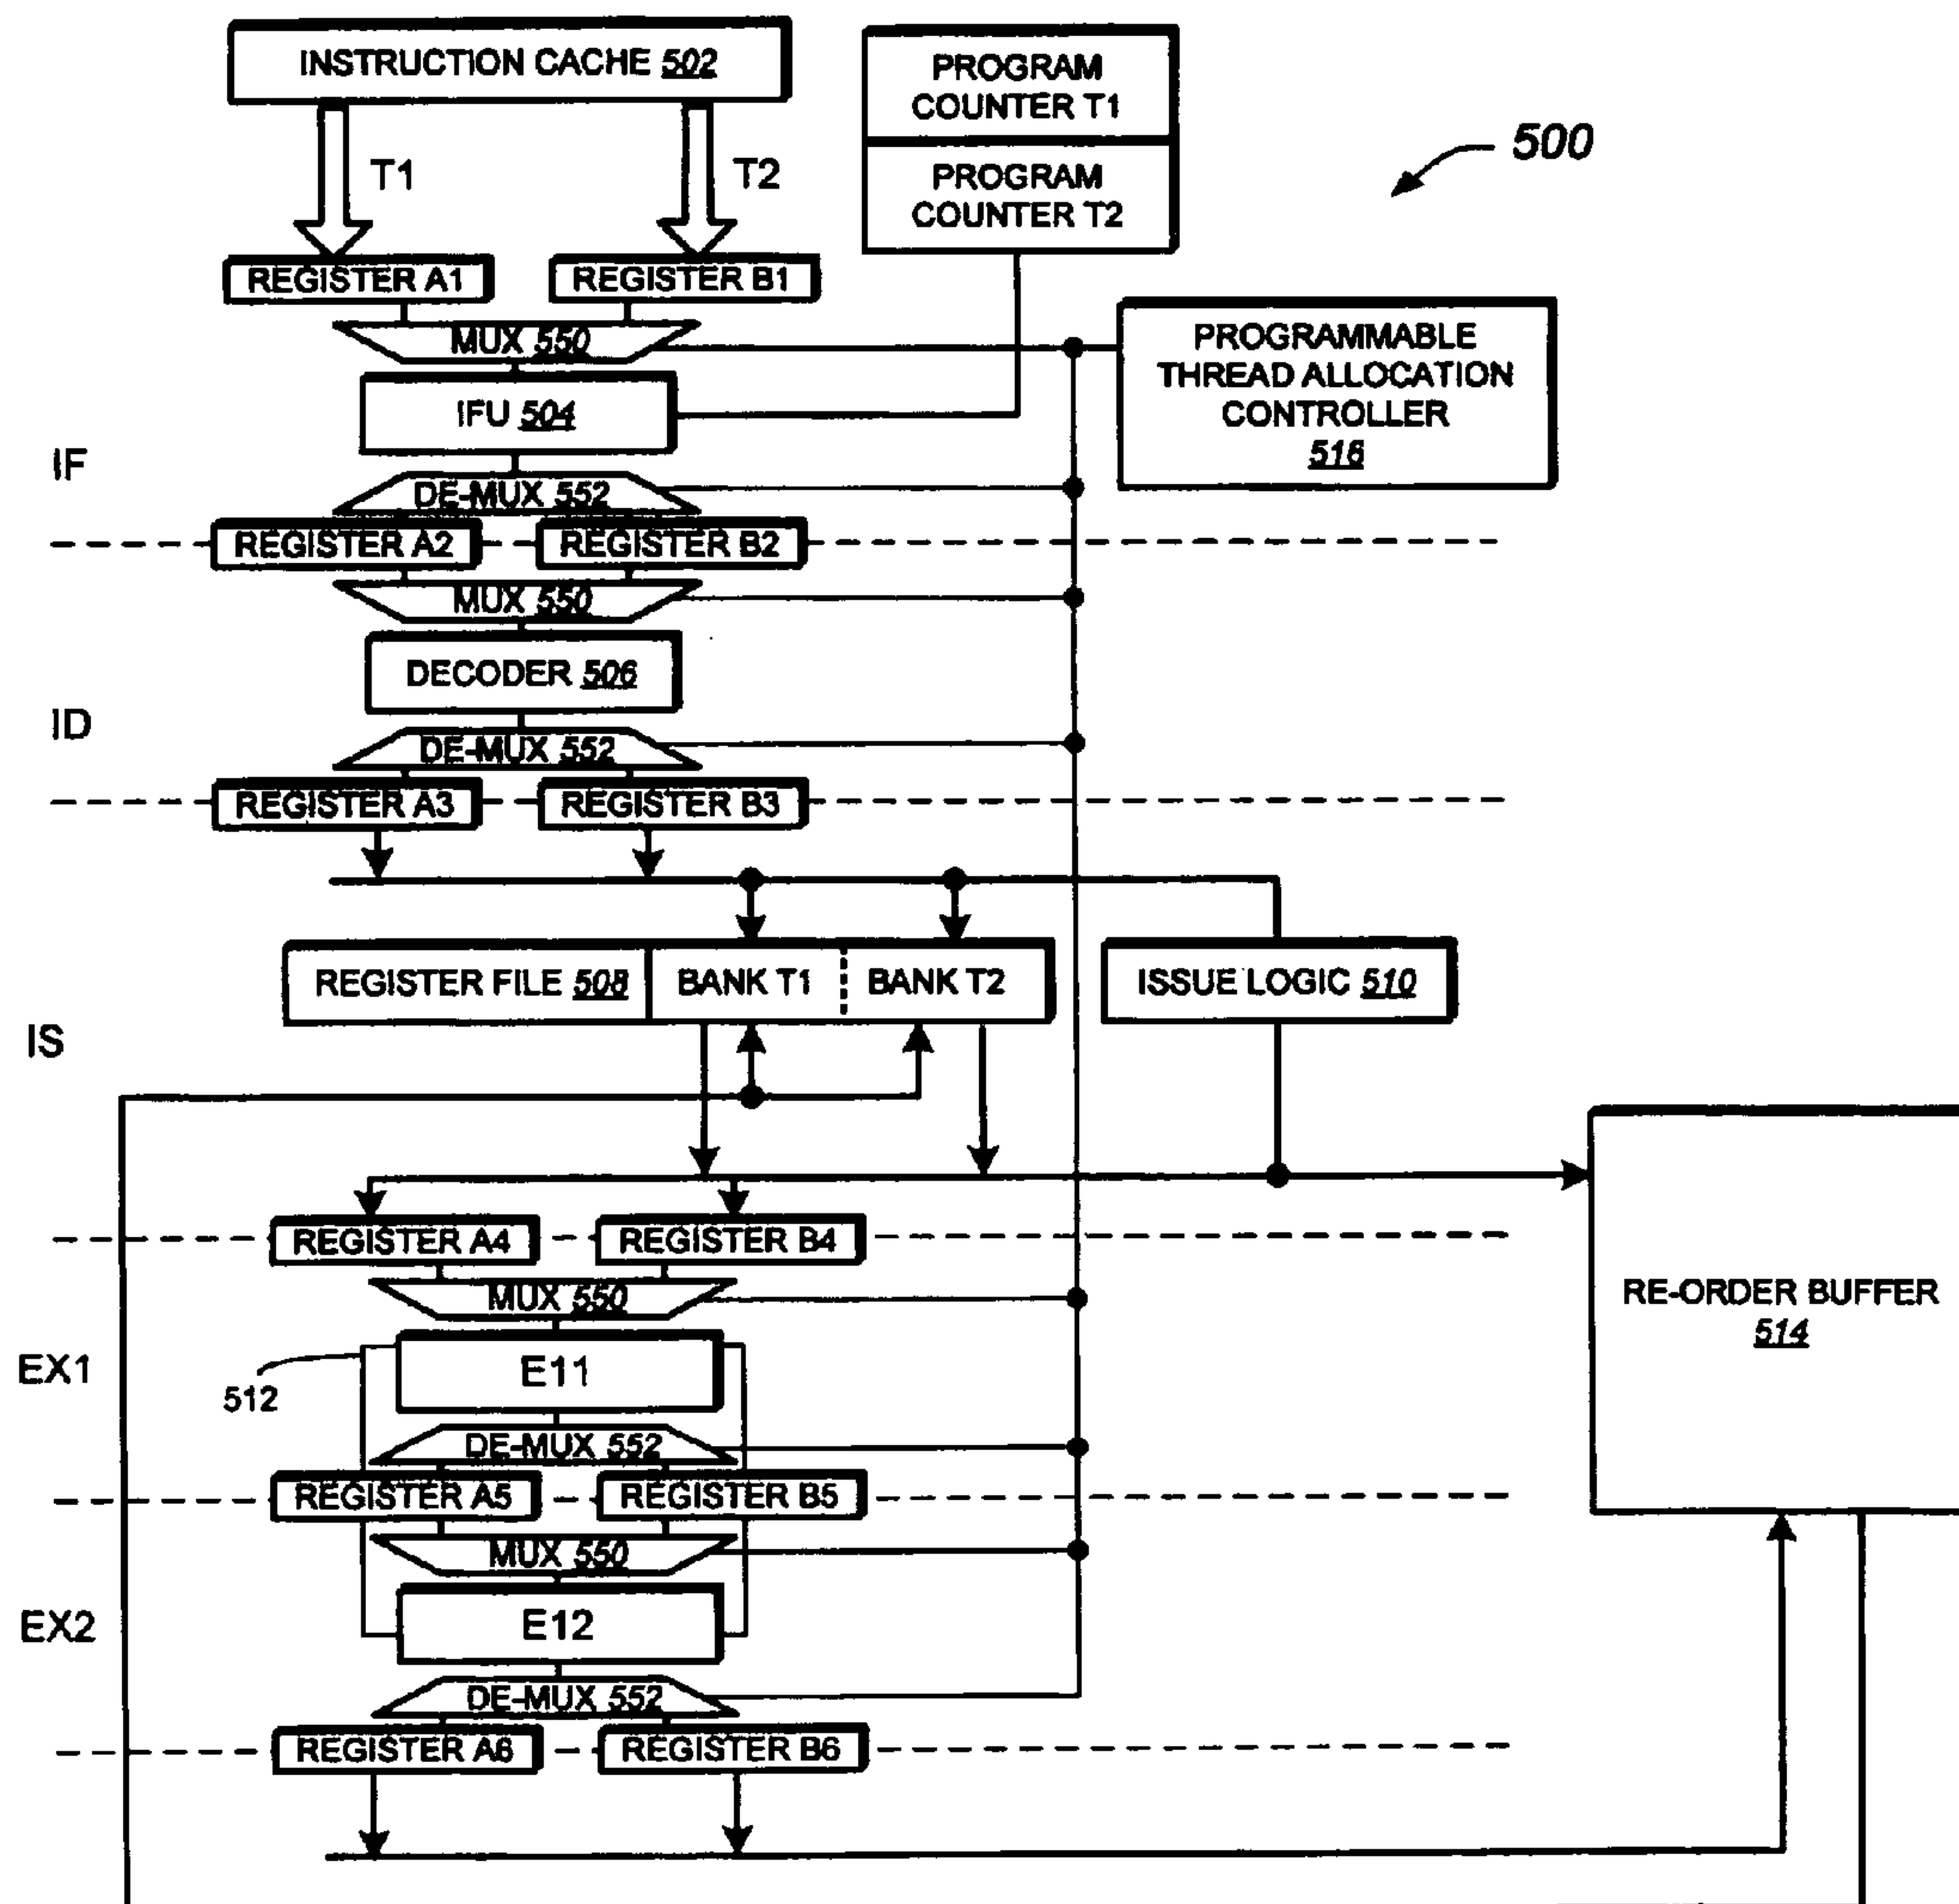 INSTRUCTION CACHE 502
PROGRAM
COUNTER T1
PROGRAM
COUNTER T2
500
T1
T2
REGISTER A1
REGISTER B1
MUX 550
PROGRAMMABLE
THREAD ALLOCATION
CONTROLLER
516
IFU 504
IF
DE-MUX 552
REGISTER A2
REGISTER B2
MUX 550
DECODER 506
ID
DE-MUX 552
REGISTER A3
REGISTER B3
REGISTER FILE 508
BANK T1
BANK T2
ISSUE LOGIC 510
IS
REGISTER A4
REGISTER B4
MUX 550
RE-ORDER BUFFER
514
EX1
E11
512
DE-MUX 552
REGISTER A5
REGISTER B5
MUX 550
EX2
E12
DE-MUX 552
REGISTER A6
REGISTER B6